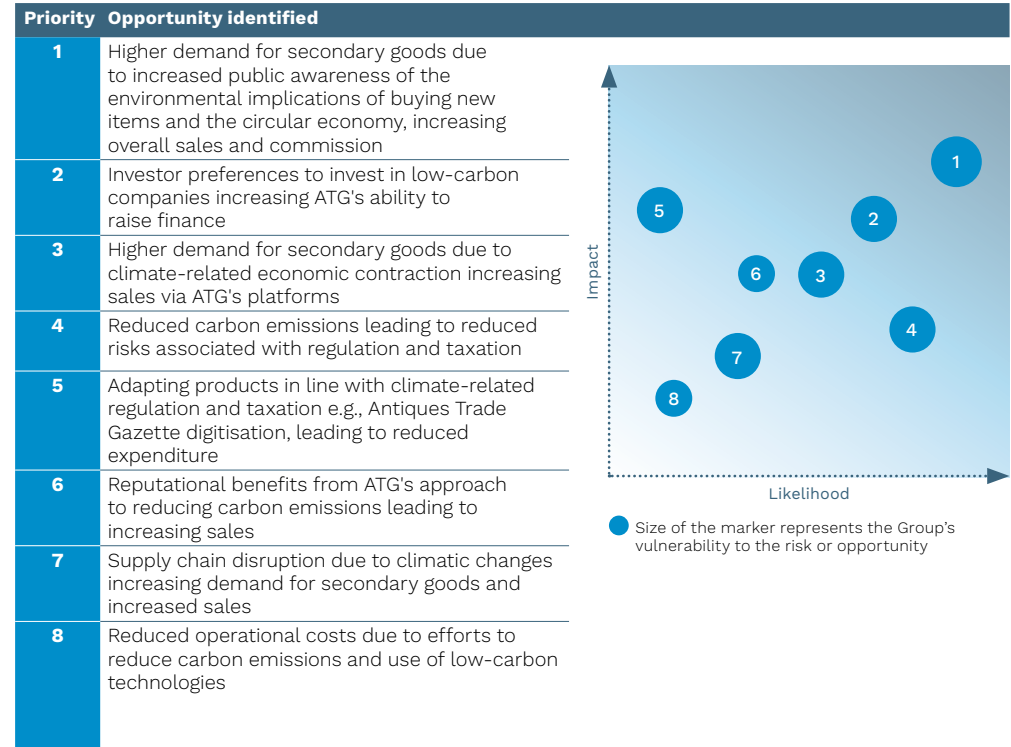 Priority Opportunity identified
1 Higher demand for secondary goods due
to increased public awareness of the
environmental implications of buying new
items and the circular economy, increasing
overall sales and commission
2 Investor preferences to invest in low-carbon
companies increasing ATG's ability to
raise finance
3 Higher demand for secondary goods due to
climate-related economic contraction increasing
sales via ATG's platforms
4 Reduced carbon emissions leading to reduced
risks associated with regulation and taxation
5 Adapting products in line with climate-related
regulation and taxation e.g., Antiques Trade
Gazette digitisation, leading to reduced
expenditure
6 Reputational benefits from ATG's approach
to reducing carbon emissions leading to
increasing sales
7 Supply chain disruption due to climatic changes
increasing demand for secondary goods and
increased sales
8 Reduced operational costs due to efforts to
reduce carbon emissions and use of low-carbon
technologies
Impact
1
5
2
6
3
4
7
8
Likelihood
Size of the marker represents the Group’s
vulnerability to the risk or opportunity